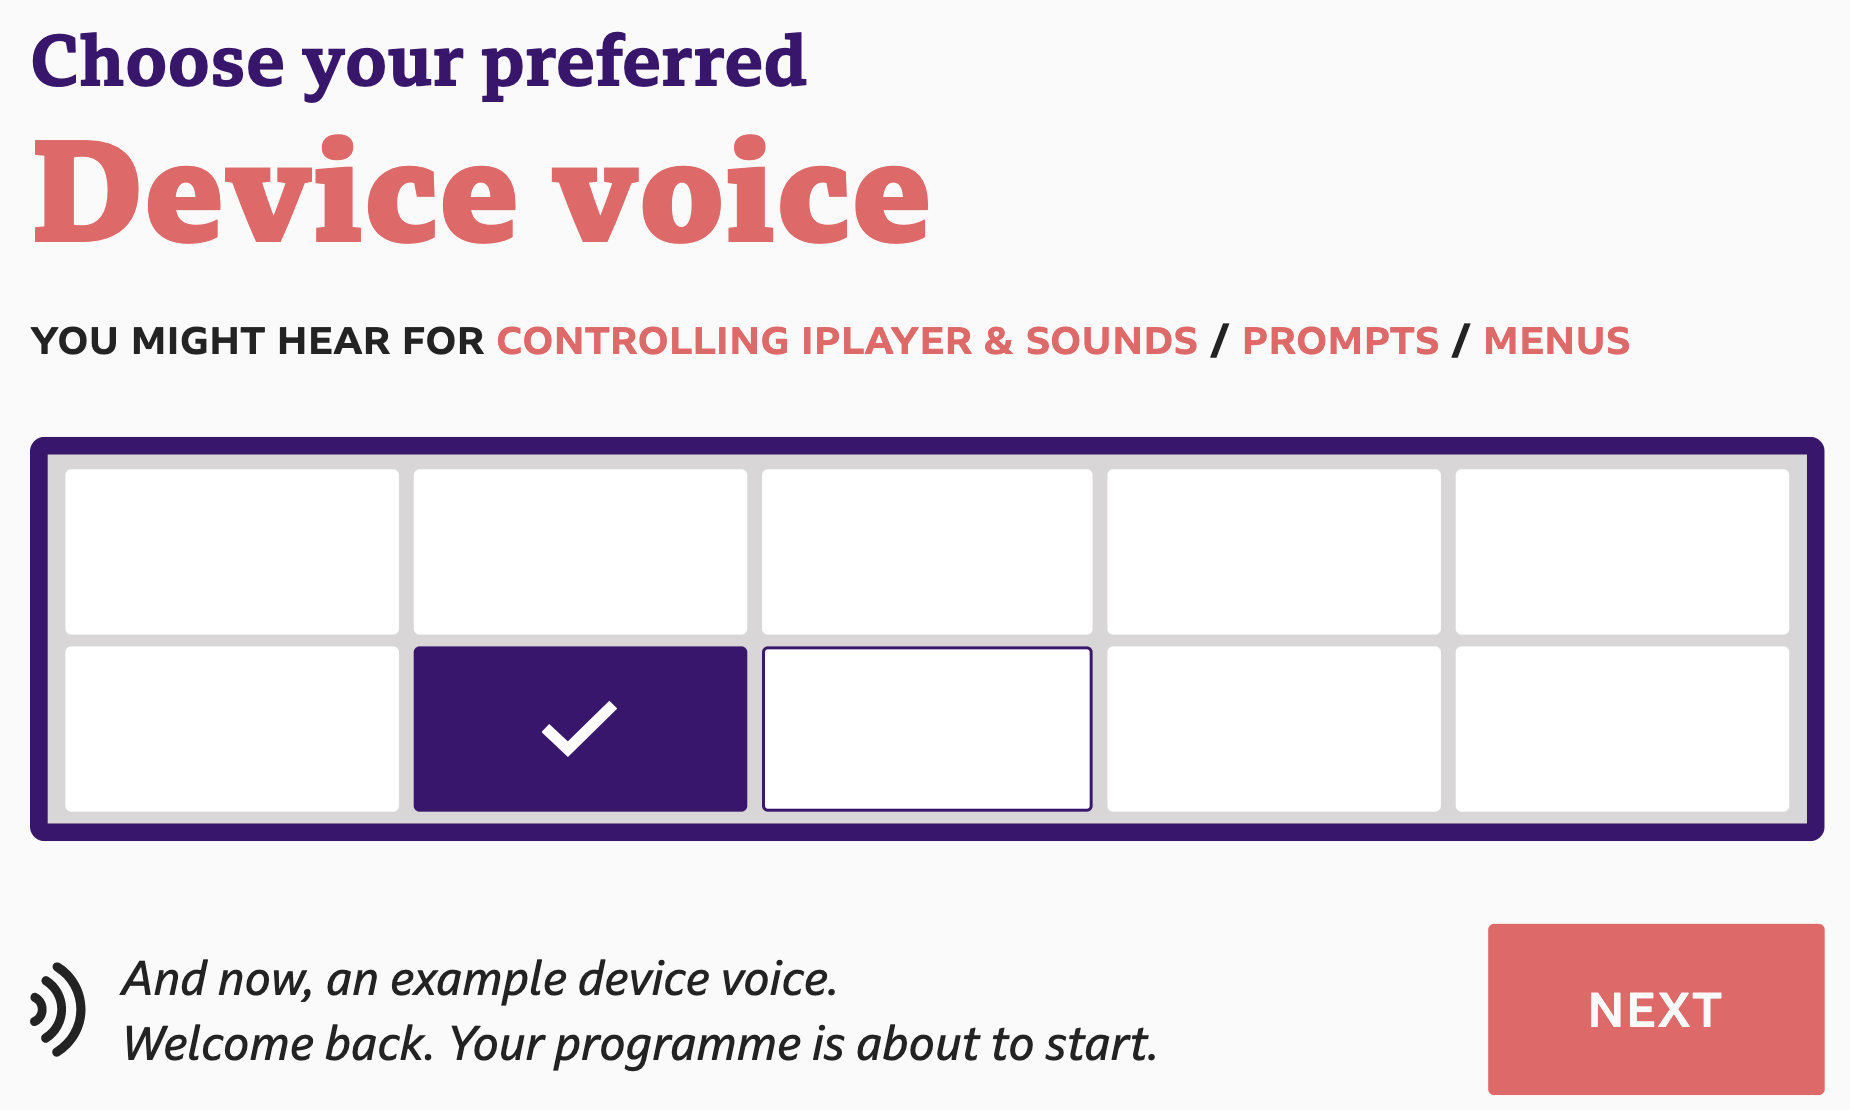 Choose your preferred
Device voice
YOU MIGHT HEAR FOR CONTROLLING IPLAYER & SOUNDS / PROMPTS / MENUS
And now, an example device voice.
Welcome back. Your programme is about to start.
NEXT